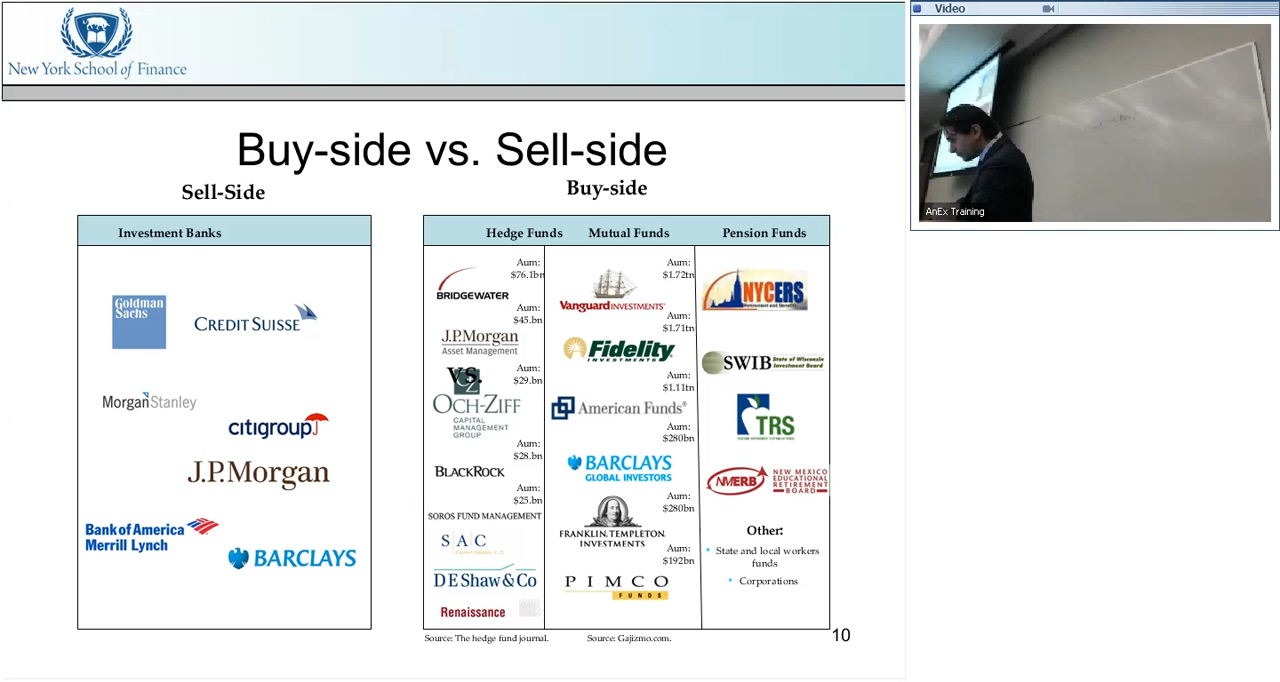 New York School of Finance
Video
AnEx Training
Buy-side vs. Sell-side
Sell-Side
Buy-side
Investment Banks
Goldman
Sachs
CREDIT SUISSE
Morgan Stanley
citigroup
J.P.Morgan
Bank of America
Merrill Lynch
BARCLAYS
vs.
Hedge Funds
Aum:
$76.1bn
BRIDGEWATER
Aum:
$45.bn
J.P.Morgan
Asset Management
Aum:
$29.bn
OCH-ZIFF
CAPITAL
MANAGEMENT
GROUP
Aum:
$28.bn
BLACKROCK
Aum:
$25.bn
SOROS FUND MANAGEMENT
S A C
DE Shaw & Co
Renaissance
Mutual Funds
Aum:
$1.72tn
Vanguard INVESTMENTS
Aum:
$1.71tn
Fidelity
INVESTMENTS
Aum:
$1.11tn
American Funds®
Aum:
$280bn
BARCLAYS
GLOBAL INVESTORS
Aum:
$280bn
FRANKLIN TEMPLETON
INVESTMENTS
Aum:
$192bn
PIMCO
FUNDS
Pension Funds
NYCERS
SWIB State of Wisconsin
Investment Board
TRS
NMERB NEW MEXICO
EDUCATIONAL
RETIREMENT
BOARD
Other:
• State and local workers
funds
• Corporations
Source: The hedge fund journal.
Source: Gajizmo.com.
10